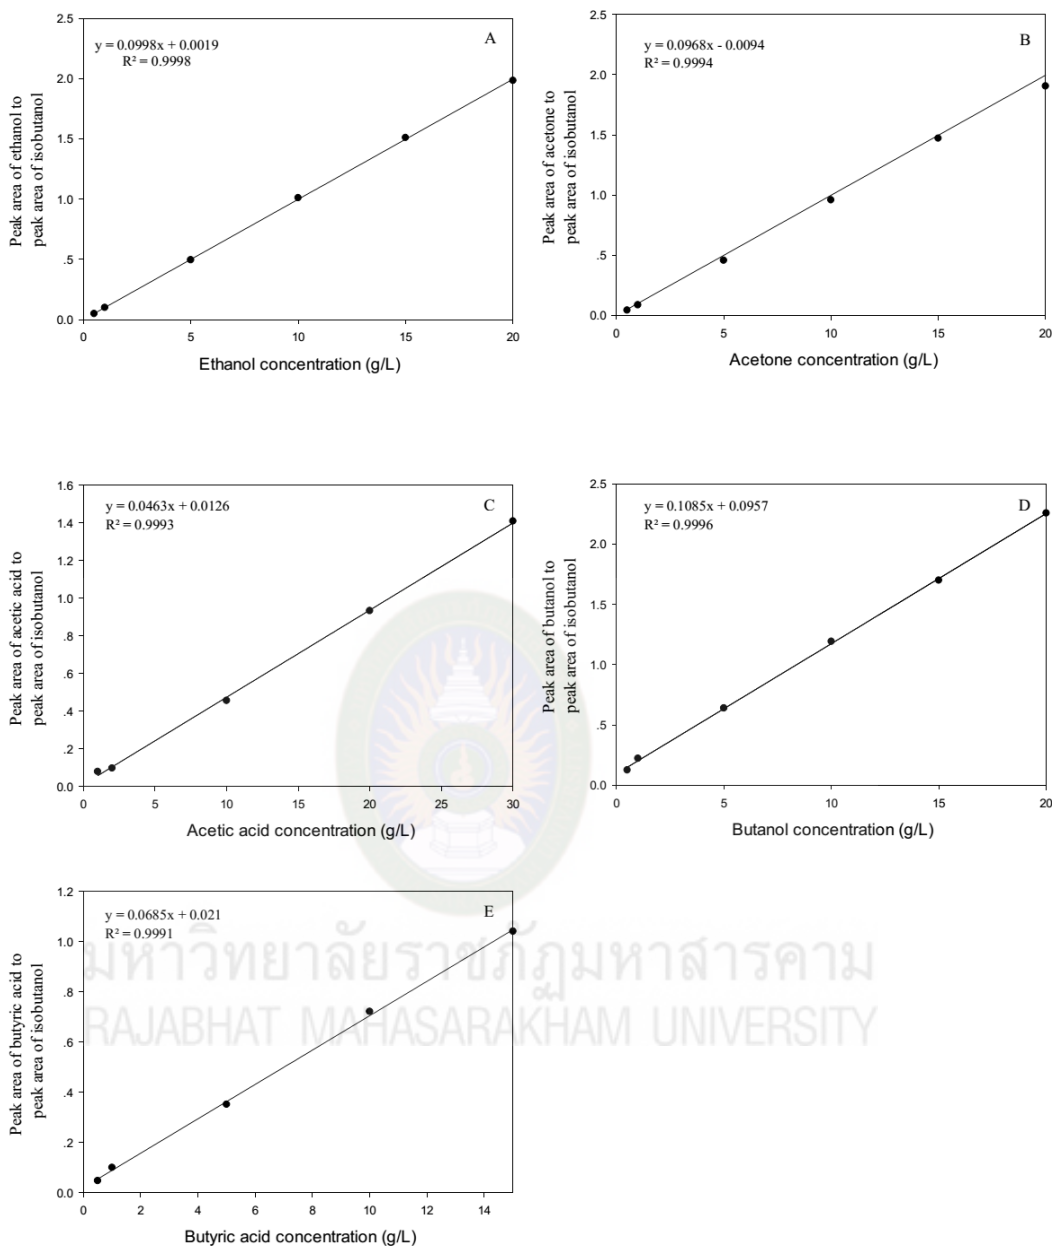 A
y = 0.0998x + 0.0019
R² = 0.9998
Peak area of ethanol to
peak area of isobutanol
2.5
2.0
1.5
1.0
.5
0.0
0 5 10 15 20
Ethanol concentration (g/L)
B
y = 0.0968x - 0.0094
R² = 0.9994
Peak area of acetone to
peak area of isobutanol
2.5
2.0
1.5
1.0
.5
0.0
0 5 10 15 20
Acetone concentration (g/L)
C
y = 0.0463x + 0.0126
R² = 0.9993
Peak area of acetic acid to
peak area of isobutanol
1.6
1.4
1.2
1.0
.8
.6
.4
.2
0.0
0 5 10 15 20 25 30
Acetic acid concentration (g/L)
D
y = 0.1085x + 0.0957
R² = 0.9996
Peak area of butanol to
peak area of isobutanol
2.5
2.0
1.5
1.0
.5
0.0
0 5 10 15 20
Butanol concentration (g/L)
E
y = 0.0685x + 0.021
R² = 0.9991
Peak area of butyric acid to
peak area of isobutanol
1.2
1.0
.8
.6
.4
.2
0.0
0 2 4 6 8 10 12 14
Butyric acid concentration (g/L)
มหาวิทยาลัยราชภัฏมหาสารคาม
RAJABHAT MAHASARAKHAM UNIVERSITY